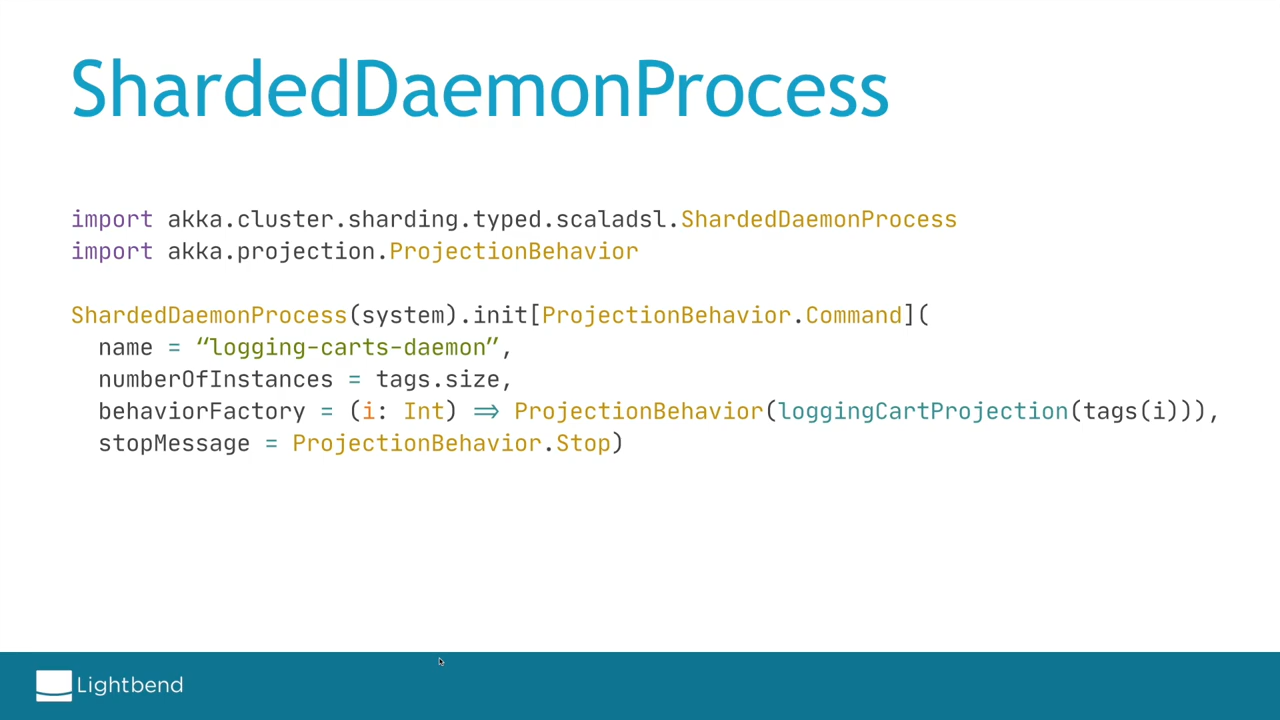 ShardedDaemonProcess
import akka.cluster.sharding.typed.scaladsl.ShardedDaemonProcess
import akka.projection.ProjectionBehavior
ShardedDaemonProcess(system).init[ProjectionBehavior.Command](
name = “logging-carts-daemon”,
numberOfInstances = tags.size,
behaviorFactory = (i: Int) => ProjectionBehavior(loggingCartProjection(tags(i))),
stopMessage = ProjectionBehavior.Stop)
Lightbend